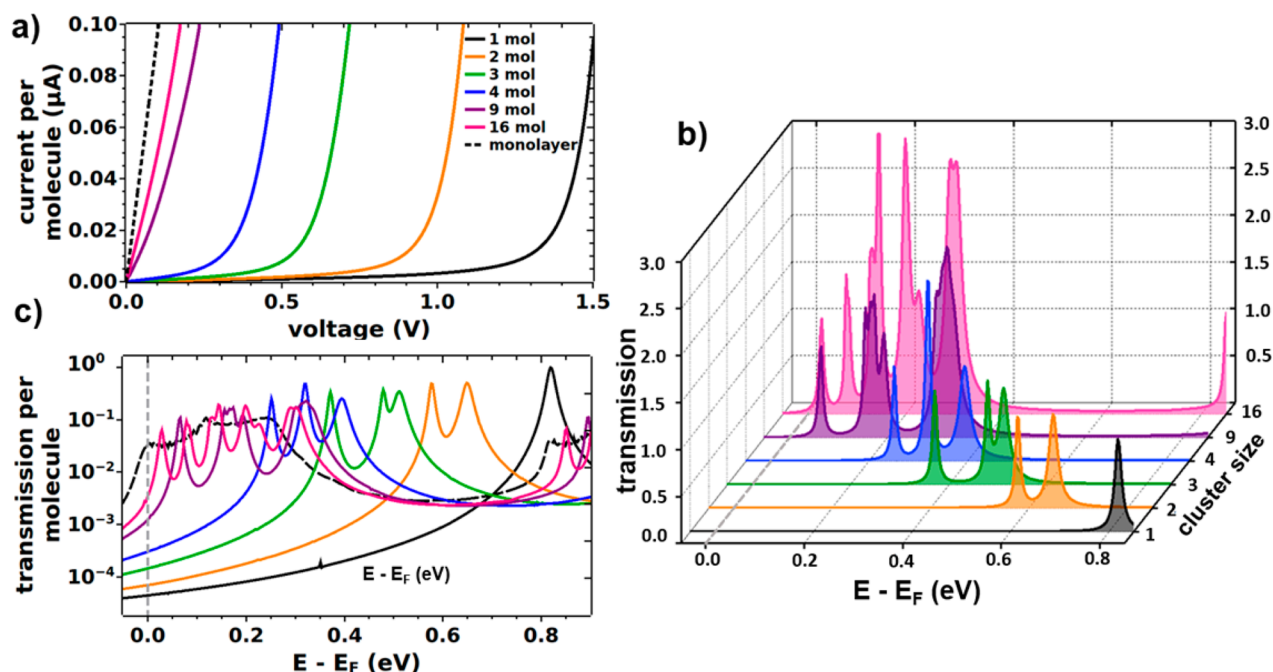 a)
0.10
0.08
0.06
0.04
0.02
0.00
current per
molecule (μA)
1 mol
2 mol
3 mol
4 mol
9 mol
16 mol
monolayer
0.0 0.5 1.0 1.5
voltage (V)
b)
3.0
2.5
2.0
1.5
1.0
0.5
3.0
2.5
2.0
1.5
1.0
0.5
0.0
transmission
16
9
4
3
2
1
cluster size
0.0 0.2 0.4 0.6 0.8
E - EF (eV)
c)
10⁰
10⁻¹
10⁻²
10⁻³
10⁻⁴
transmission per
molecule
E - EF (eV)
0.0 0.2 0.4 0.6 0.8
E - EF (eV)